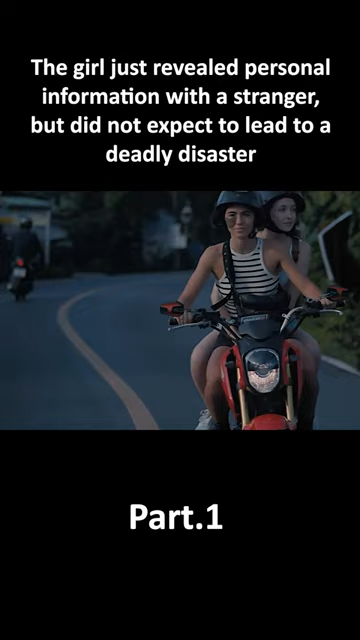 The girl just revealed personal
information with a stranger,
but did not expect to lead to a
deadly disaster
Part.1